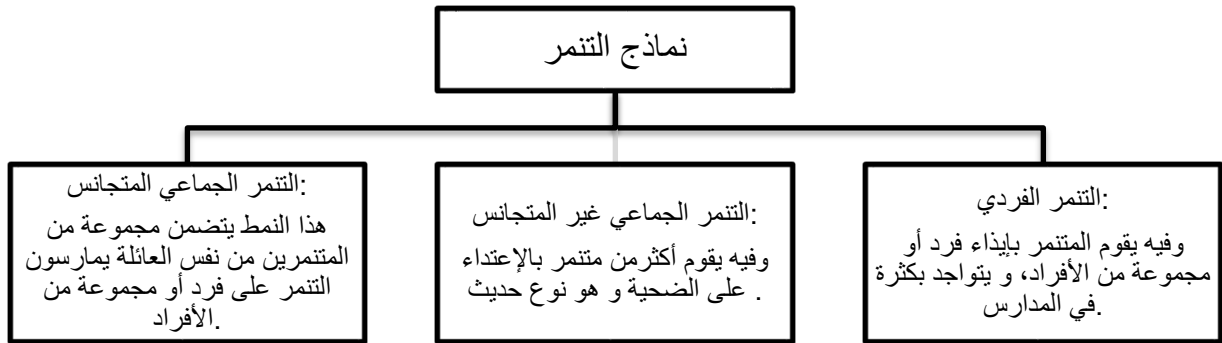 نماذج التنمر
التنمر الفردي:
وفيه يقوم المتنمر بإيذاء فرد أو
مجموعة من الأفراد، و يتواجد بكثرة
في المدارس.
التنمر الجماعي غير المتجانس:
وفيه يقوم أكثرمن متنمر بالإعتداء
على الضحية و هو نوع حديث .
التنمر الجماعي المتجانس:
هذا النمط يتضمن مجموعة من
المتنمرين من نفس العائلة يمارسون
التنمر على فرد أو مجموعة من
الأفراد.